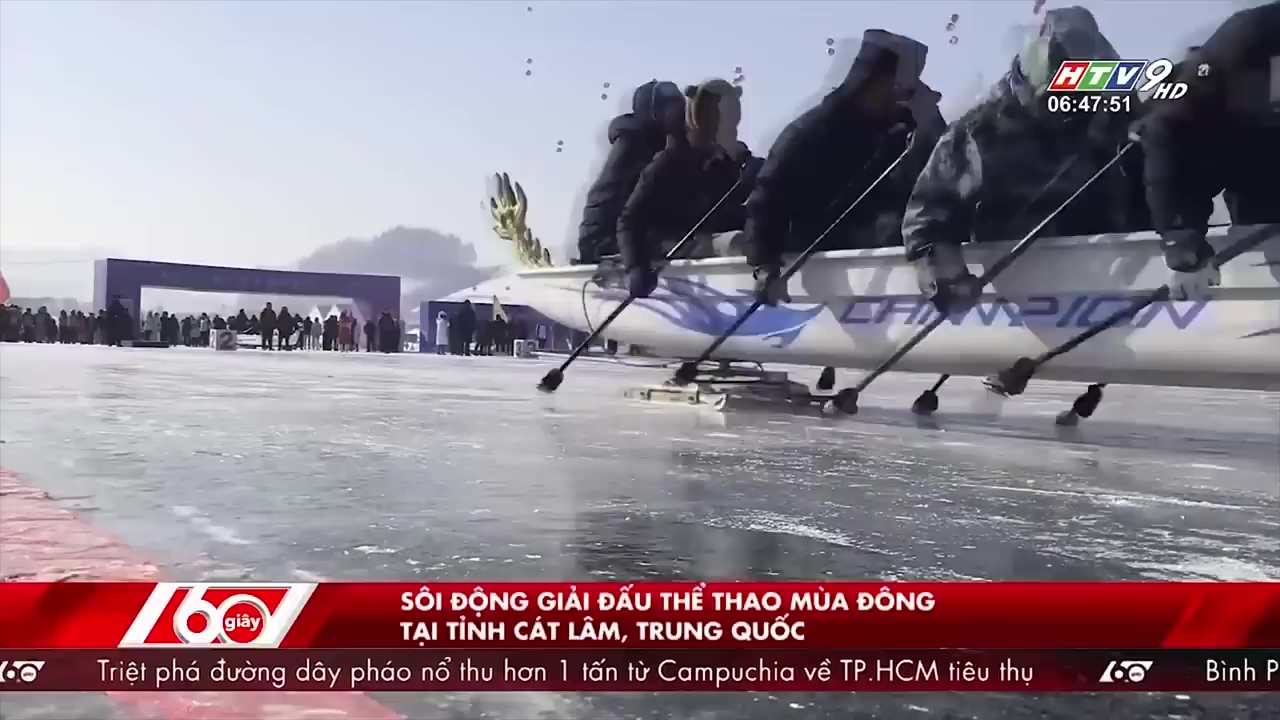 HTV9 HD
06:47:51
CHAMPION
2
60 giây
SÔI ĐỘNG GIẢI ĐẤU THỂ THAO MÙA ĐÔNG
TẠI TỈNH CÁT LÂM, TRUNG QUỐC
60 giây Triệt phá đường dây pháo nổ thu hơn 1 tấn từ Campuchia về TP.HCM tiêu thụ 60 giây Bình P